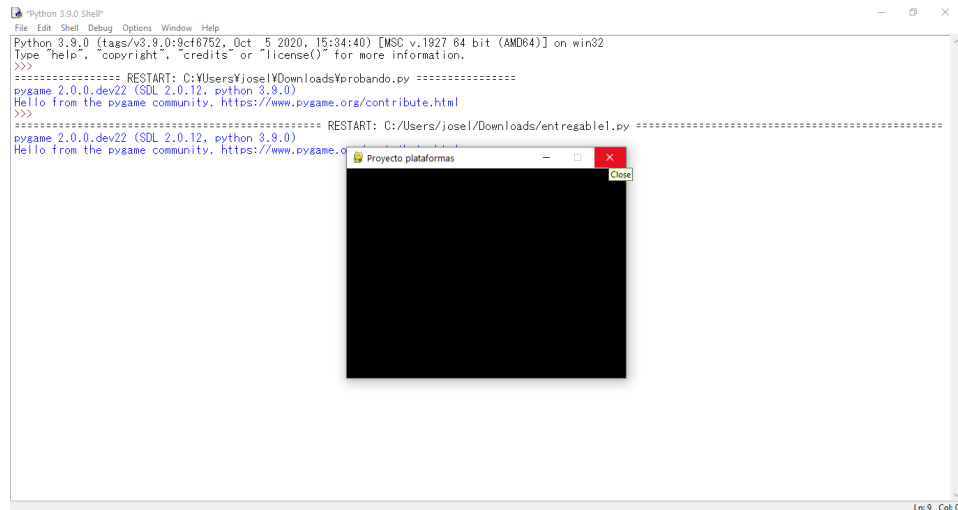 *Python 3.9.0 Shell*
File Edit Shell Debug Options Window Help
Python 3.9.0 (tags/v3.9.0:9cf6752, Oct  5 2020, 15:34:40) [MSC v.1927 64 bit (AMD64)] on win32
Type "help", "copyright", "credits" or "license()" for more information.
>>>
================= RESTART: C:¥Users¥josel¥Downloads¥probando.py ================
pygame 2.0.0.dev22 (SDL 2.0.12, python 3.9.0)
Hello from the pygame community. https://www.pygame.org/contribute.html
>>>
================================================= RESTART: C:/Users/josel/Downloads/entregable1.py =================================================
pygame 2.0.0.dev22 (SDL 2.0.12, python 3.9.0)
Hello from the pygame community. https://www.pygame.o
Proyecto plataformas
Close
Ln: 9 Col: 0